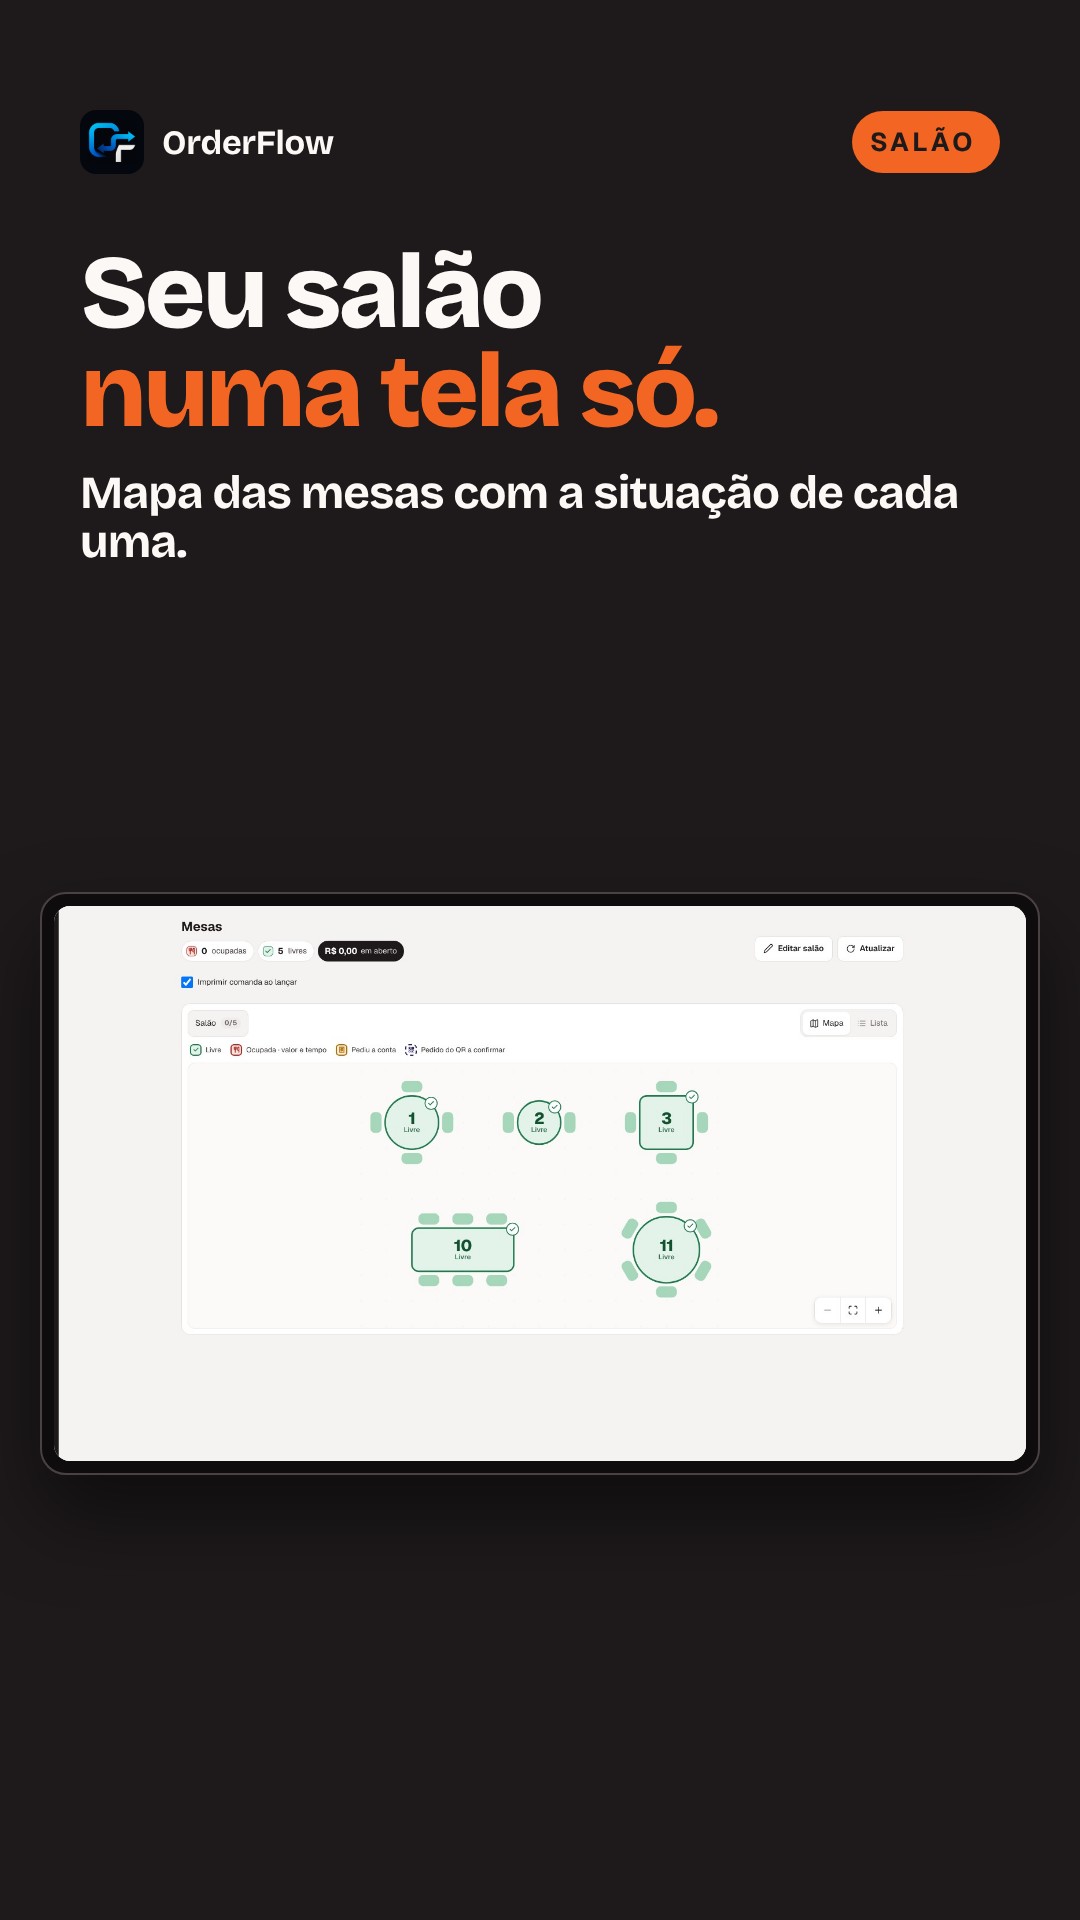 OrderFlow
SALÃO
Seu salão
numa tela só.
Mapa das mesas com a situação de cada
uma.
Mesas
0 ocupadas
5 livres
R$ 0,00 em aberto
Editar salão
Atualizar
Imprimir comanda ao lançar
Salão 0/5
Mapa
Lista
Livre
Ocupada · valor e tempo
Pediu a conta
Pedido do QR a confirmar
1
Livre
2
Livre
3
Livre
10
Livre
11
Livre